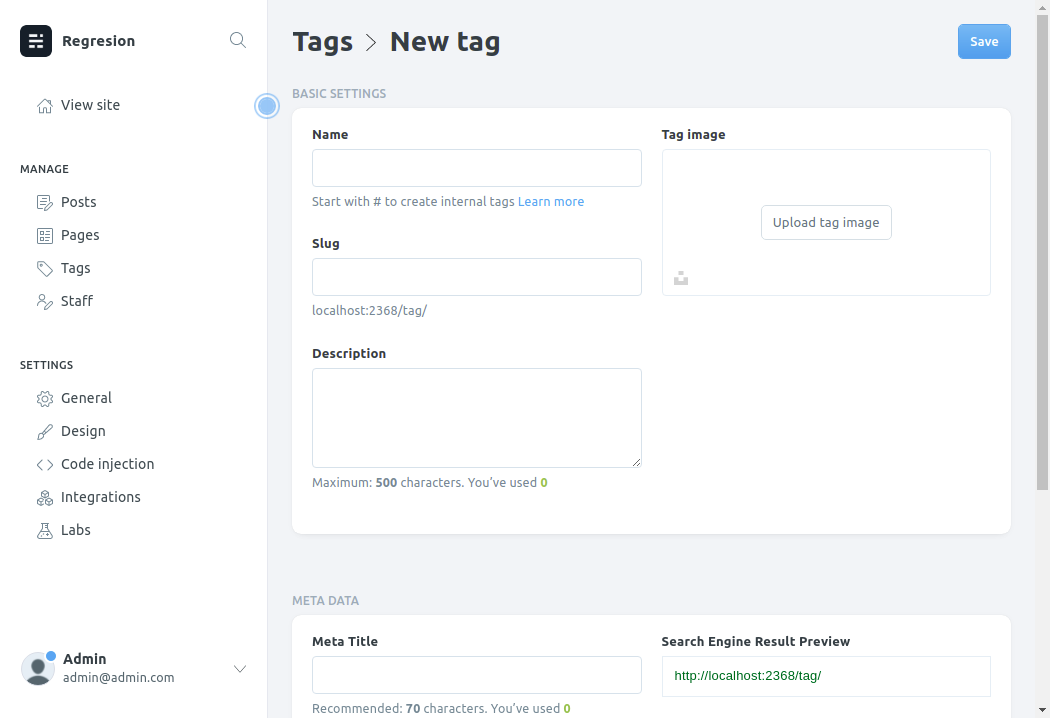 Regresion
View site
MANAGE
Posts
Pages
Tags
Staff
SETTINGS
General
Design
Code injection
Integrations
Labs
Admin
admin@admin.com
Tags > New tag
Save
BASIC SETTINGS
Name
Start with # to create internal tags Learn more
Slug
localhost:2368/tag/
Description
Maximum: 500 characters. You’ve used 0
Tag image
Upload tag image
META DATA
Meta Title
Recommended: 70 characters. You’ve used 0
Search Engine Result Preview
http://localhost:2368/tag/